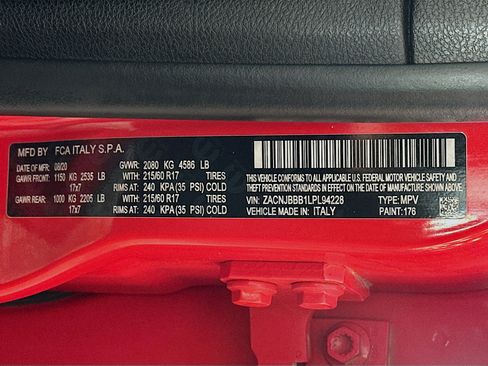 MFD BY FCA ITALY S.P.A.
DATE OF MFR: 08/20 GVWR: 2080 KG 4586 LB
GAWR FRONT: 1150 KG 2535 LB WITH 215/60 R17 TIRES
17x7 RIMS AT: 240 KPA (35 PSI) COLD
GAWR REAR: 1000 KG 2205 LB WITH 215/60 R17 TIRES
17x7 RIMS AT: 240 KPA (35 PSI) COLD
THIS VEHICLE CONFORMS TO ALL APPLICABLE U.S. FEDERAL MOTOR VEHICLE SAFETY
THEFT PREVENTION STANDARDS IN EFFECT ON THE DATE OF MANUFACTURE SHOWN ABOVE.
VIN: ZACNJBBB1LPL94228 TYPE: MPV
VEHICLE MADE IN: ITALY PAINT: 176